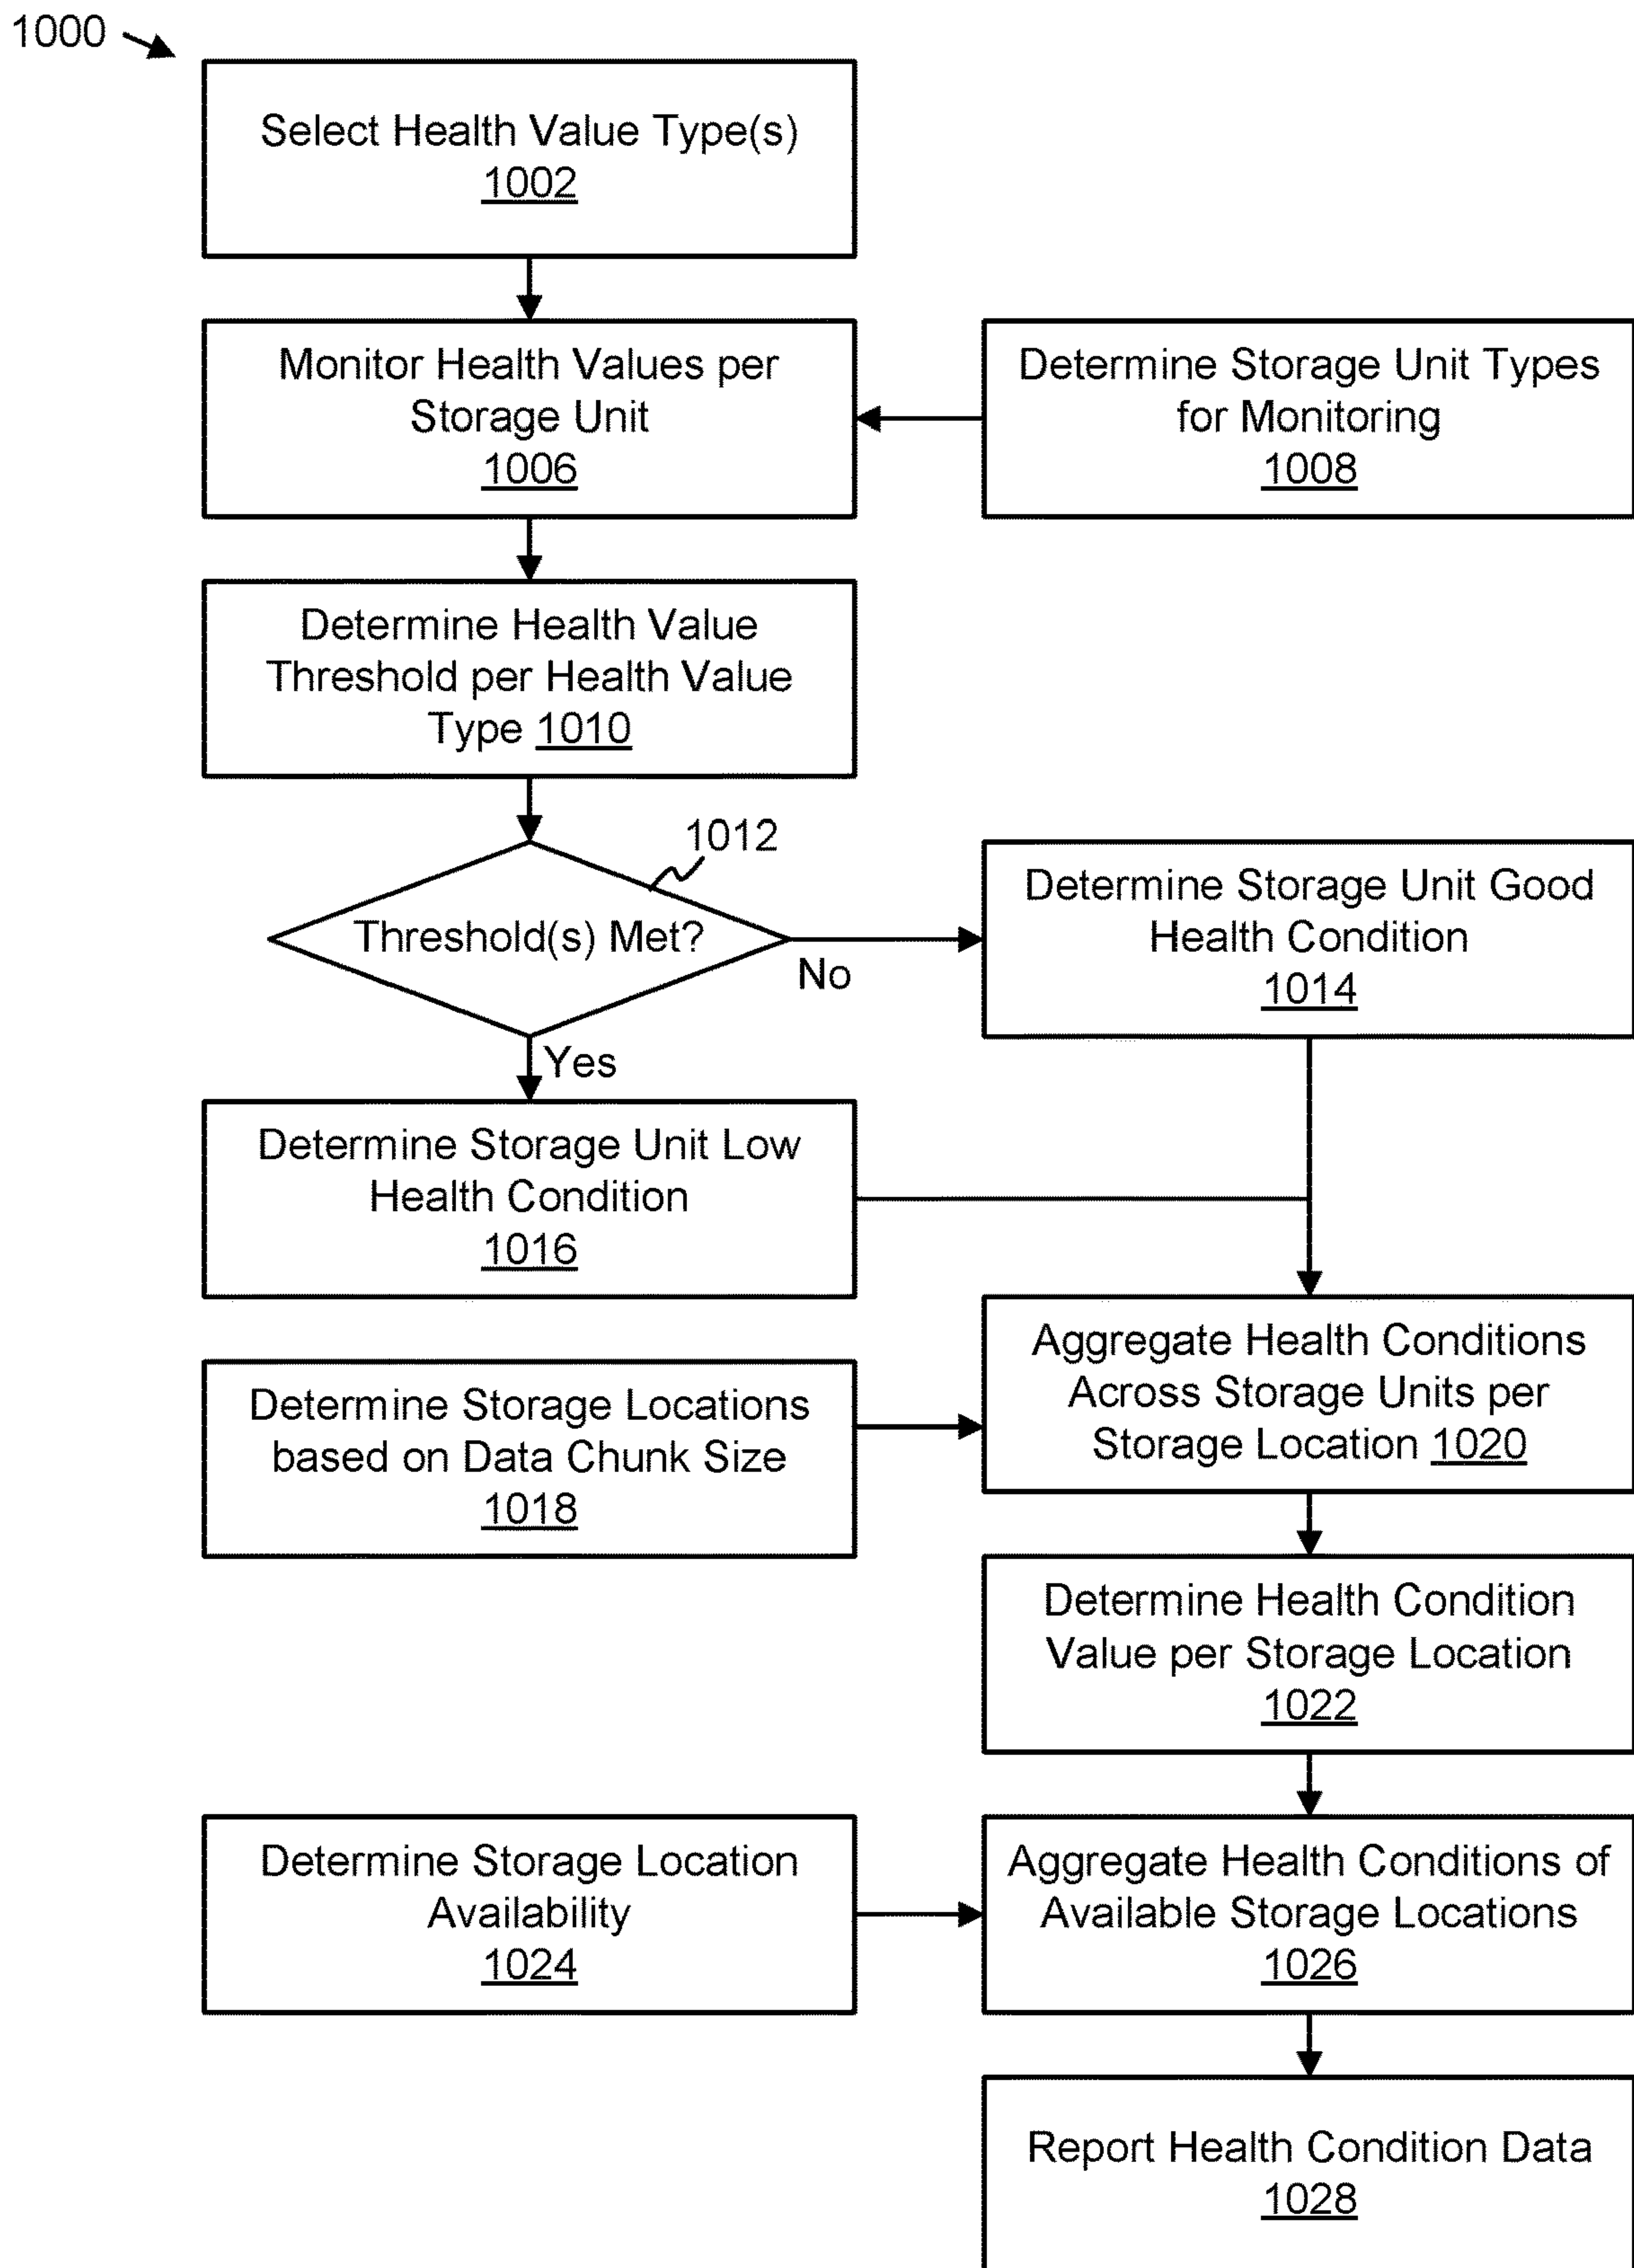 1000
Select Health Value Type(s)
1002
Monitor Health Values per
Storage Unit
1006
Determine Storage Unit Types
for Monitoring
1008
Determine Health Value
Threshold per Health Value
Type 1010
1012
Threshold(s) Met?
No
Yes
Determine Storage Unit Good
Health Condition
1014
Determine Storage Unit Low
Health Condition
1016
Determine Storage Locations
based on Data Chunk Size
1018
Aggregate Health Conditions
Across Storage Units per
Storage Location 1020
Determine Health Condition
Value per Storage Location
1022
Determine Storage Location
Availability
1024
Aggregate Health Conditions of
Available Storage Locations
1026
Report Health Condition Data
1028